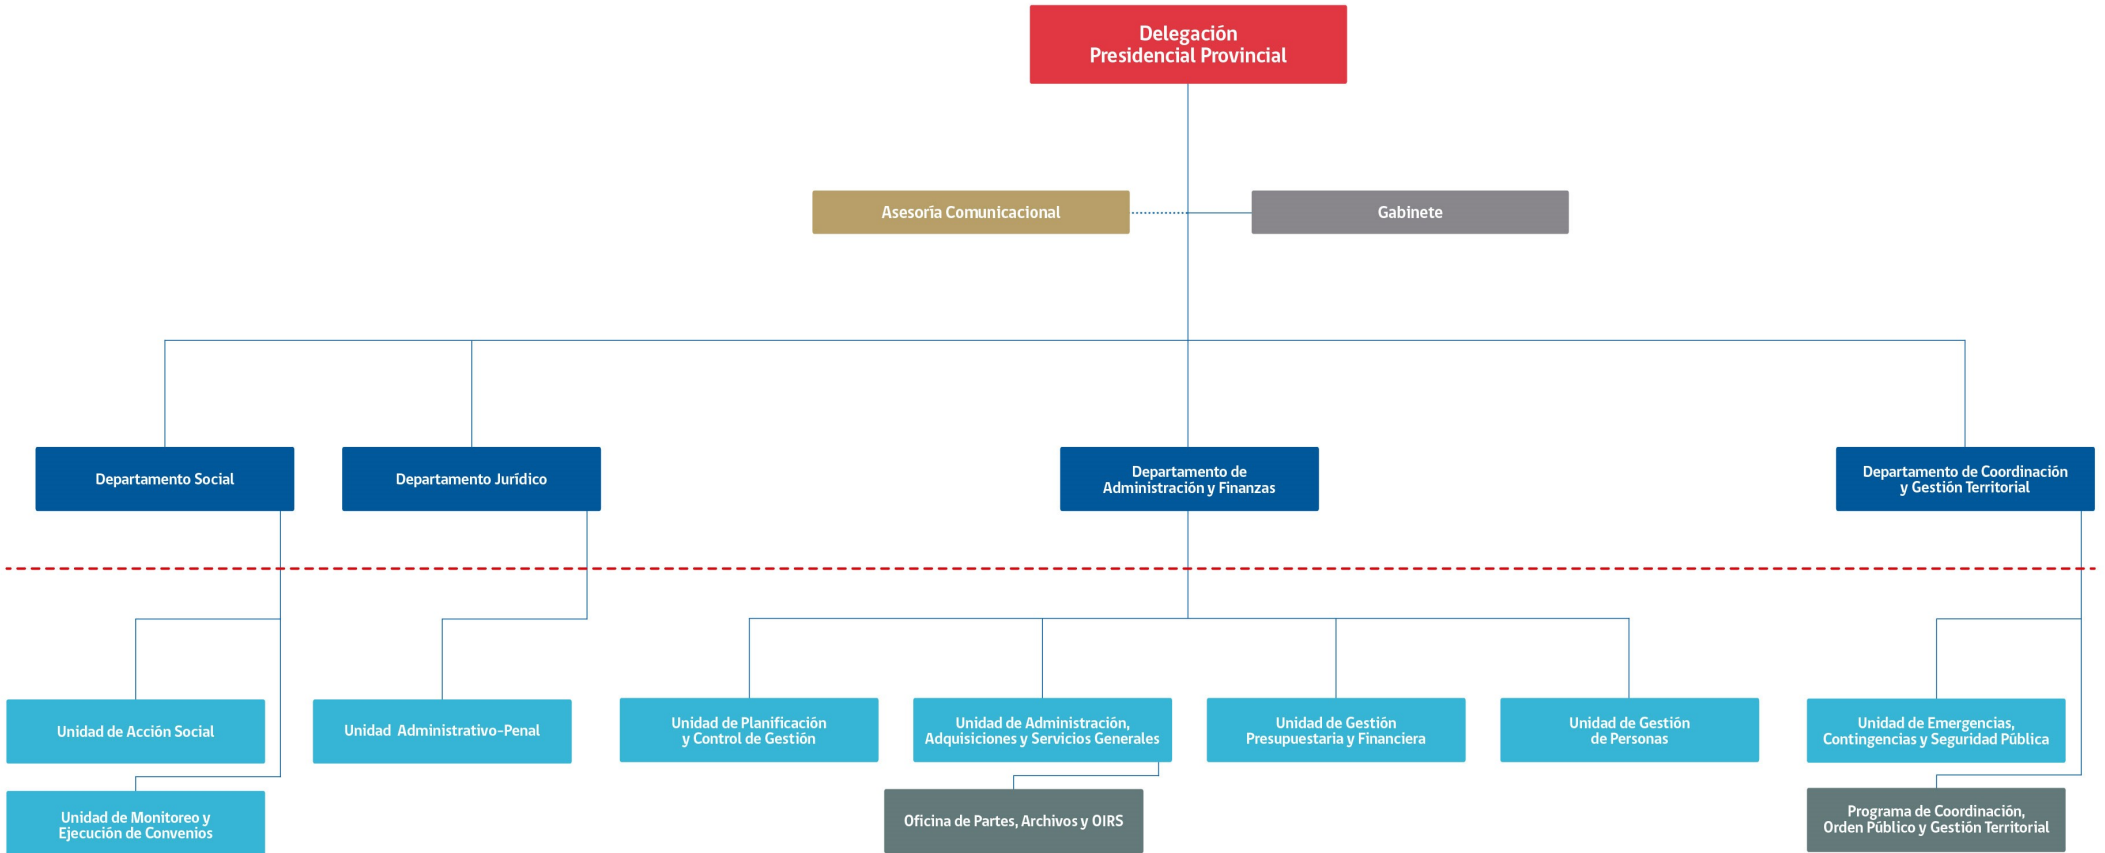 Delegación
Presidencial Provincial
Asesoría Comunicacional
Gabinete
Departamento Social
Departamento Jurídico
Departamento de
Administración y Finanzas
Departamento de Coordinación
y Gestión Territorial
Unidad de Acción Social
Unidad Administrativo-Penal
Unidad de Planificación
y Control de Gestión
Unidad de Administración,
Adquisiciones y Servicios Generales
Unidad de Gestión
Presupuestaria y Financiera
Unidad de Gestión
de Personas
Unidad de Emergencias,
Contingencias y Seguridad Pública
Unidad de Monitoreo y
Ejecución de Convenios
Oficina de Partes, Archivos y OIRS
Programa de Coordinación,
Orden Público y Gestión Territorial